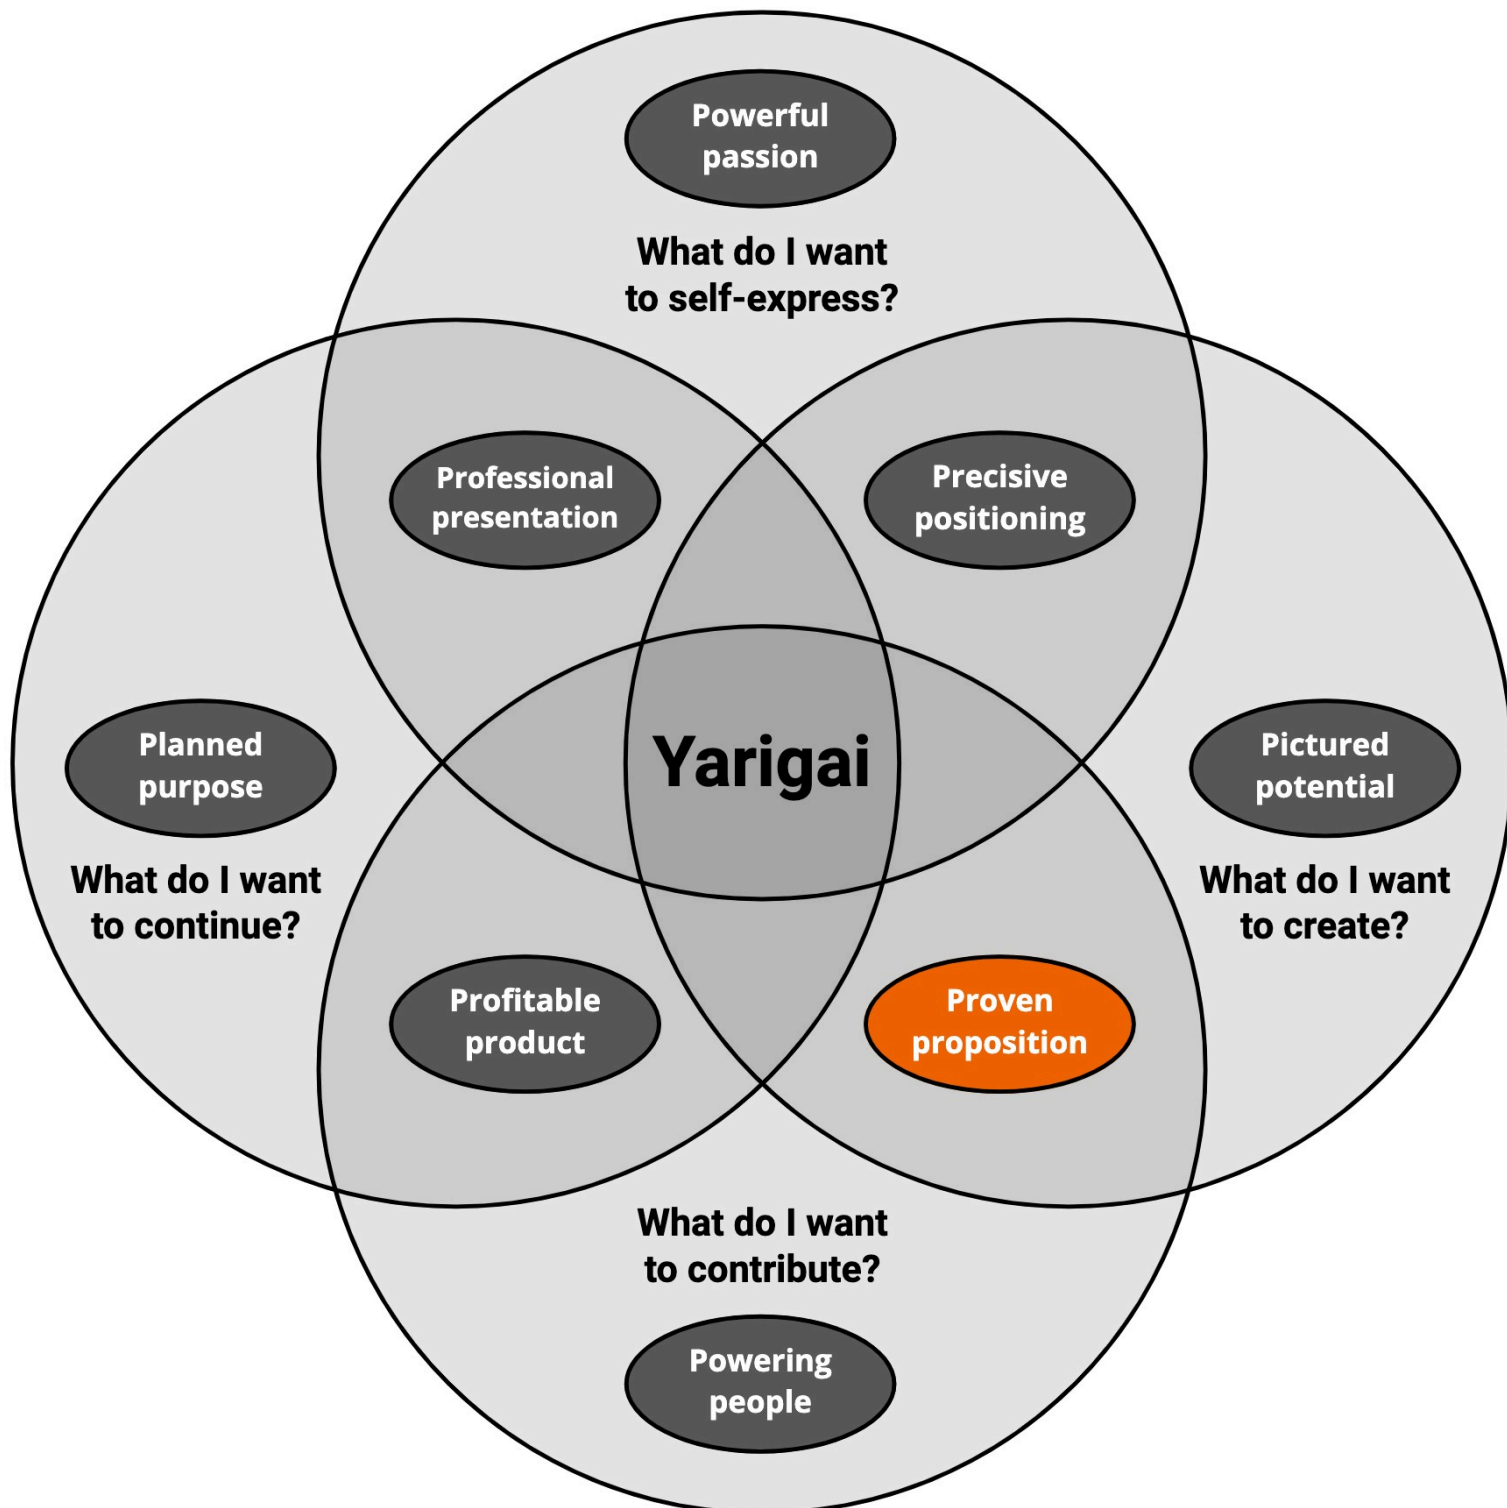 Powerful
passion
What do I want
to self-express?
Professional
presentation
Precisive
positioning
Yarigai
Planned
purpose
What do I want
to continue?
Pictured
potential
What do I want
to create?
Profitable
product
Proven
proposition
What do I want
to contribute?
Powering
people